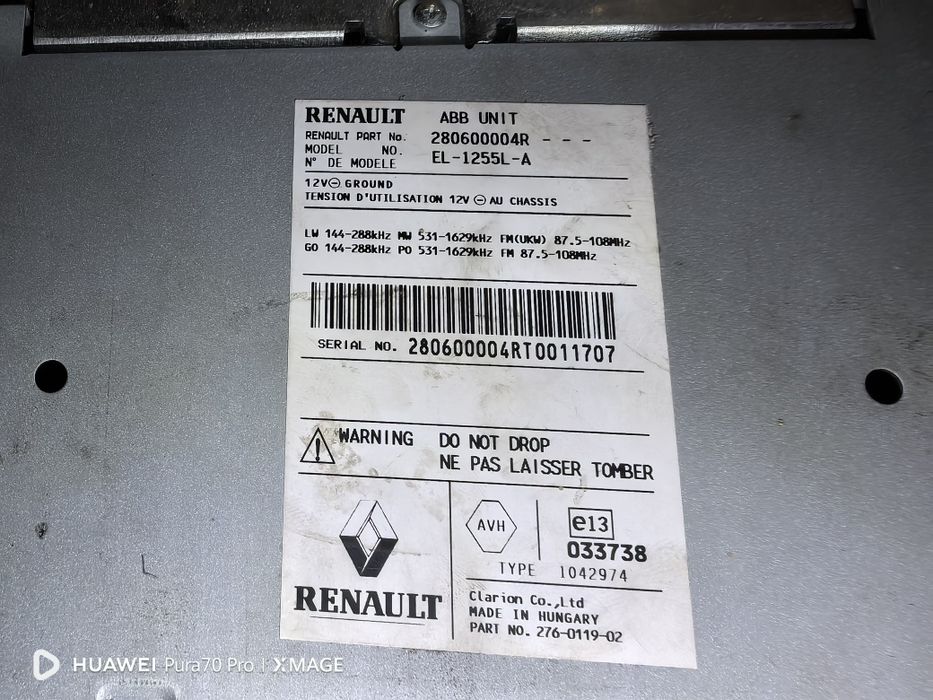 RENAULT ABB UNIT
RENAULT PART No. 280600004R - - -
MODEL NO. EL-1255L-A
N° DE MODELE
12V⊖GROUND
TENSION D'UTILISATION 12V ⊖ AU CHASSIS
LW 144-288kHz MW 531-1629kHz FM(UKW) 87.5-108MHz
GO 144-288kHz PO 531-1629kHz FM 87.5-108MHz
SERIAL NO. 280600004RT0011707
WARNING DO NOT DROP
NE PAS LAISSER TOMBER
AVH e13
033738
TYPE 1042974
RENAULT
Clarion Co.,Ltd
MADE IN HUNGARY
PART NO. 276-0119-02
HUAWEI Pura70 Pro | XMAGE